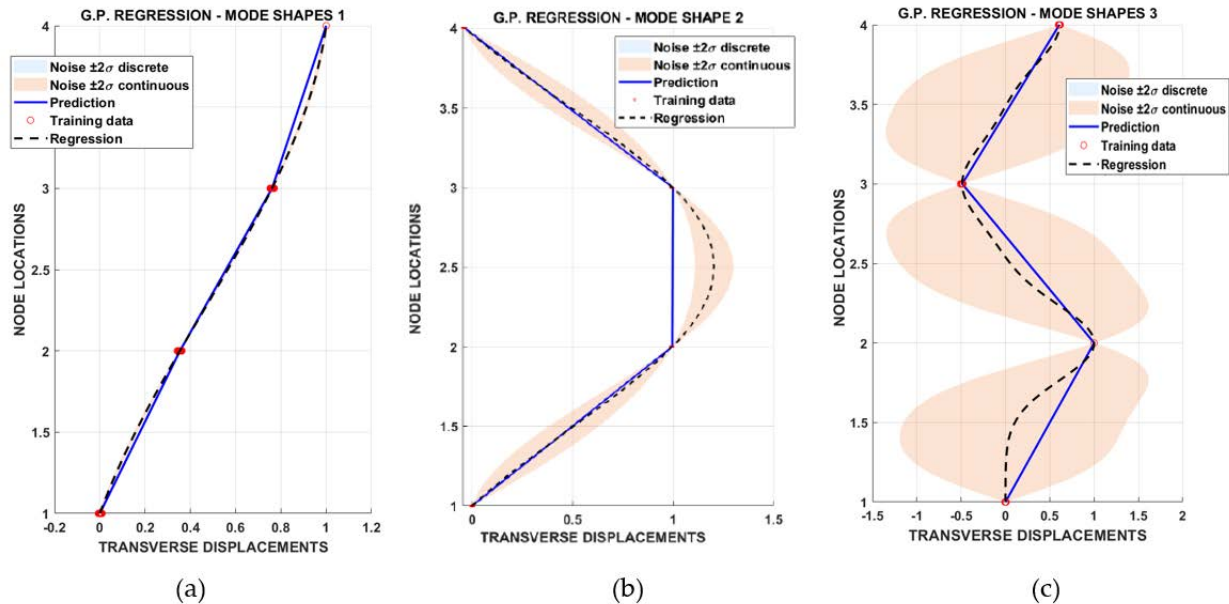 G.P. REGRESSION - MODE SHAPES 1
Noise ±2σ discrete
Noise ±2σ continuous
Prediction
Training data
Regression
NODE LOCATIONS
4
3
2
1.5
1
-0.2
0
0.2
0.4
0.6
0.8
1
1.2
TRANSVERSE DISPLACEMENTS
(a)
G.P. REGRESSION - MODE SHAPE 2
Noise ±2σ discrete
Noise ±2σ continuous
Prediction
Training data
Regression
NODE LOCATIONS
4
3.5
3
2.5
2
1.5
1
0
0.5
1
1.5
TRANSVERSE DISPLACEMENTS
(b)
G.P. REGRESSION - MODE SHAPES 3
Noise ±2σ discrete
Noise ±2σ continuous
Prediction
Training data
Regression
NODE LOCATIONS
4
3.5
3
2.5
2
1.5
1
-1.5
-1
-0.5
0
0.5
1
1.5
2
TRANSVERSE DISPLACEMENTS
(c)